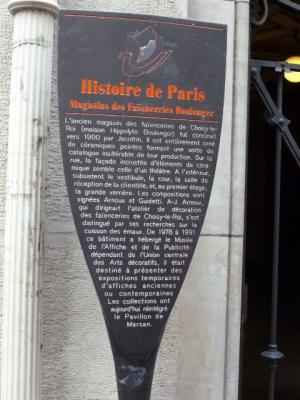 Histoire de Paris
Magasins des Faïenceries Boulenger
L'ancien magasin des faïenceries de Choisy-le-
Roi (maison Hippolyte Boulenger) fut construit
vers 1900 par Jacottin. Il est entièrement orné
de céramiques peintes formant une sorte de
catalogue inaltérable de leur production. Sur la
rue, la façade incrustée d'éléments de céra-
mique semble celle d'un théâtre. A l'intérieur,
subsistent le vestibule, la cour, la salle de
réception de la clientèle, et, au premier étage,
la grande verrière. Les compositions sont
signées Arnoux et Guidetti. A-J. Arnoux,
qui dirigeait l'atelier de décoration
des faïenceries de Choisy-le-Roi, s'est
distingué par ses recherches sur la
cuisson des émaux. De 1978 à 1991
ce bâtiment a hébergé le Musée
de l'Affiche et de la Publicité;
dépendant de l'Union centrale
des Arts décoratifs, il était
destiné à présenter des
expositions temporaires
d'affiches anciennes
ou contemporaines.
Les collections ont
aujourd'hui réintégré
le Pavillon de
Marsan.